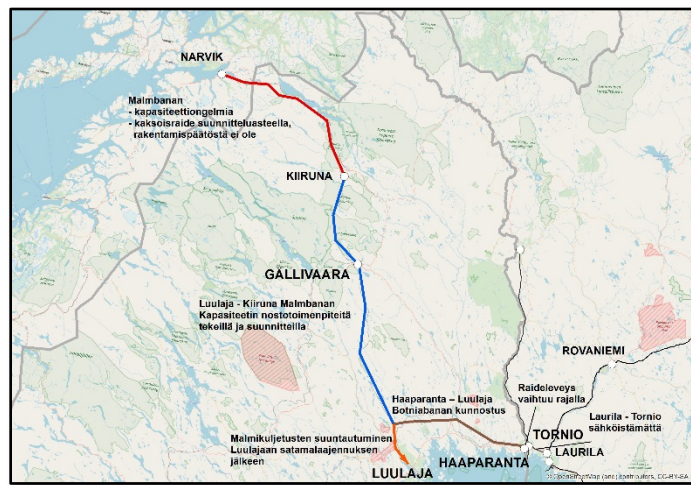 NARVIK
Malmbanan
- kapasiteettiongelmia
- kaksoisraide suunnitteluasteella,
rakentamispäätöstä ei ole
KIIRUNA
GÄLLIVAARA
Luulaja - Kiiruna Malmbanan
Kapasiteetin nostotoimenpiteitä
tekeillä ja suunnitteilla
ROVANIEMI
Raideleveys
vaihtuu rajalla
Haaparanta – Luulaja
Botniabanan kunnostus
Laurila - Tornio
sähköistämättä
Malmikuljetusten suuntautuminen
Luulajaan satamalaajennuksen
jälkeen
TORNIO
LAURILA
HAAPARANTA
LUULAJA
© OpenStreetMap (and) contributors, CC-BY-SA